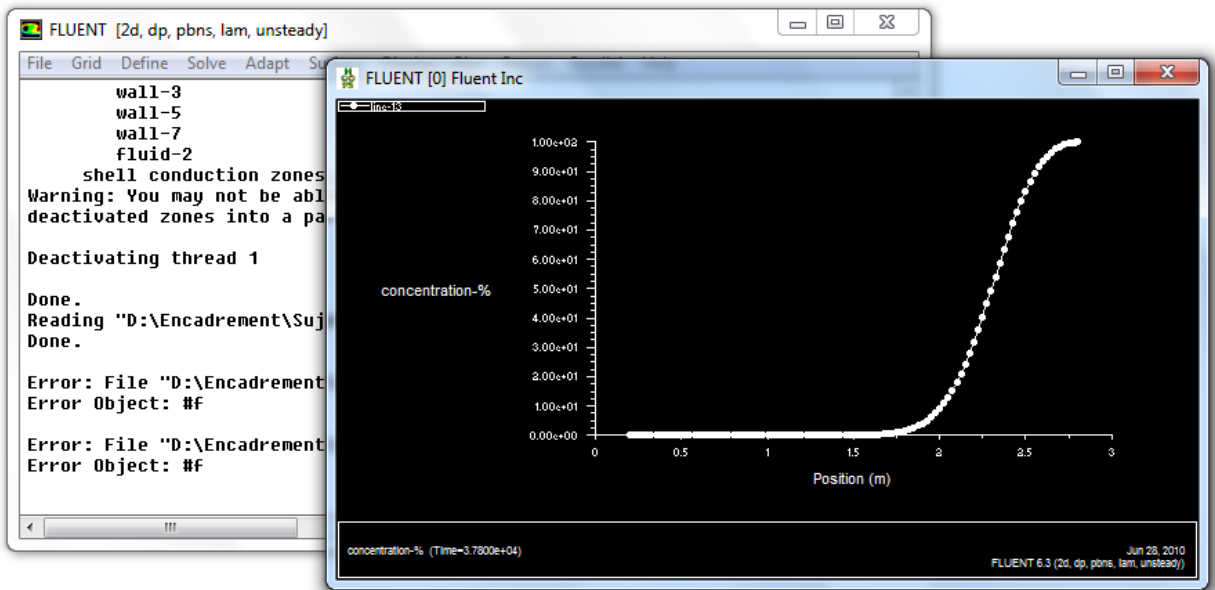 FLUENT [2d, dp, pbns, lam, unsteady]
File Grid Define Solve Adapt
wall-3
wall-5
wall-7
fluid-2
shell conduction zones
Warning: You may not be abl
deactivated zones into a pa
Deactivating thread 1
Done.
Reading "D:\Encadrement\Suj
Done.
Error: File "D:\Encadrement
Error Object: #f
Error: File "D:\Encadrement
Error Object: #f
FLUENT [0] Fluent Inc
line-13
1.00e+02
9.00e+01
8.00e+01
7.00e+01
6.00e+01
5.00e+01
4.00e+01
3.00e+01
2.00e+01
1.00e+01
0.00e+00
concentration-%
0 0.5 1 1.5 2 2.5 3
Position (m)
concentration-% (Time=3.7800e+04)
Jun 28, 2010
FLUENT 6.3 (2d, dp, pbns, lam, unsteady)